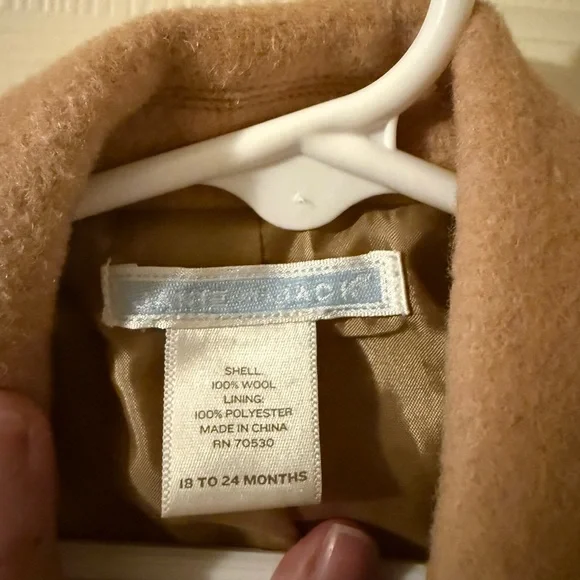 SHELL:
100% WOOL
LINING:
100% POLYESTER
MADE IN CHINA
RN 70530
18 TO 24 MONTHS